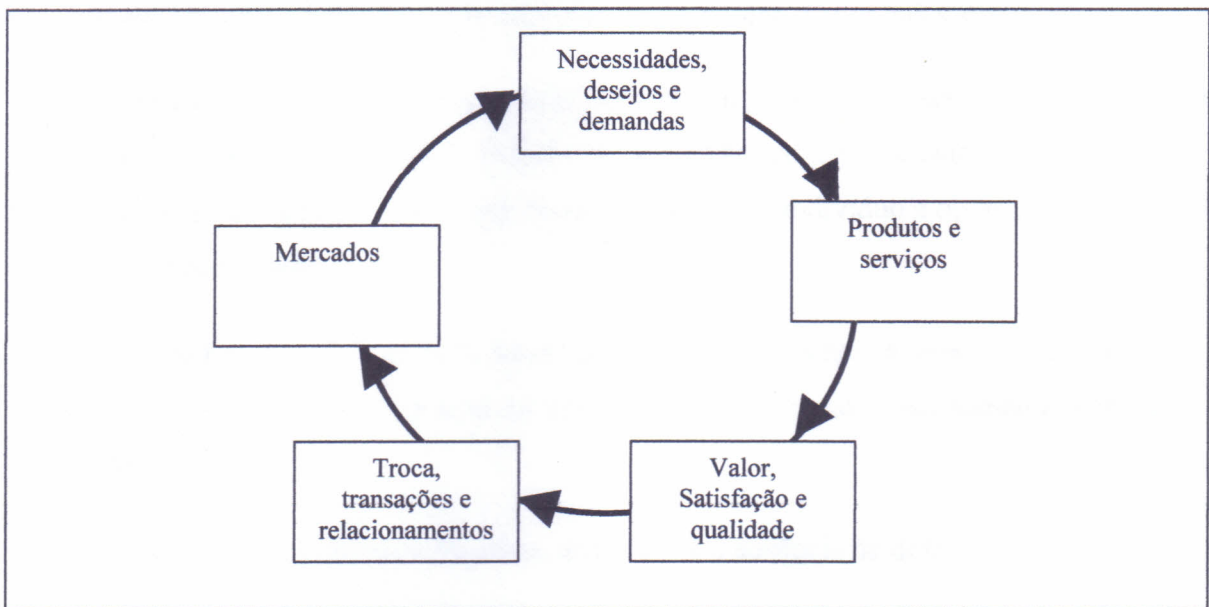 Necessidades,
desejos e
demandas
Produtos e
serviços
Valor,
Satisfação e
qualidade
Troca,
transações e
relacionamentos
Mercados